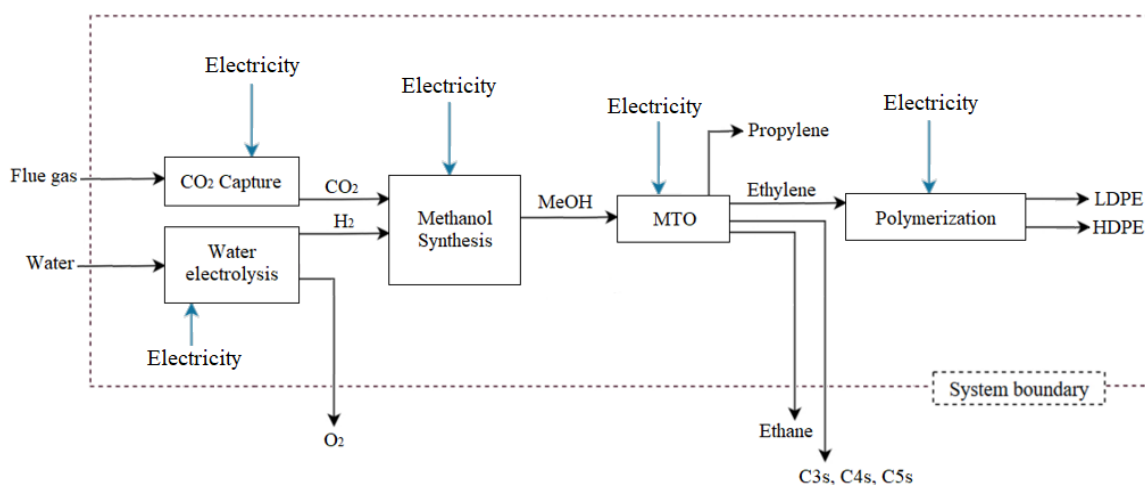 Electricity
Electricity
Electricity
Electricity
Propylene
Flue gas
CO₂ Capture
CO₂
H₂
Methanol
Synthesis
MeOH
MTO
Ethylene
Polymerization
LDPE
HDPE
Water
Water
electrolysis
Electricity
System boundary
O₂
Ethane
C3s, C4s, C5s